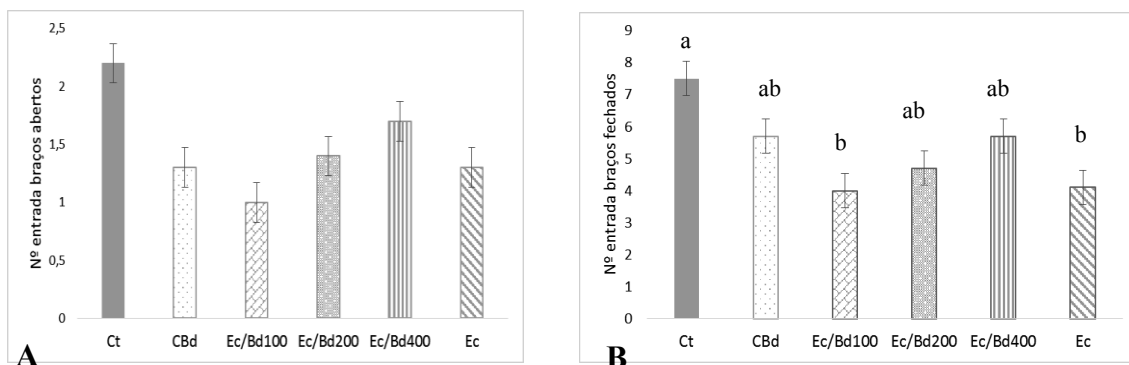 Nº entrada braços abertos
2,5
2
1,5
1
0,5
0
Ct CBd Ec/Bd100 Ec/Bd200 Ec/Bd400 Ec
A
Nº entrada braços fechados
9
8
7
6
5
4
3
2
1
0
a
ab
b
ab
ab
b
Ct CBd Ec/Bd100 Ec/Bd200 Ec/Bd400 Ec
B